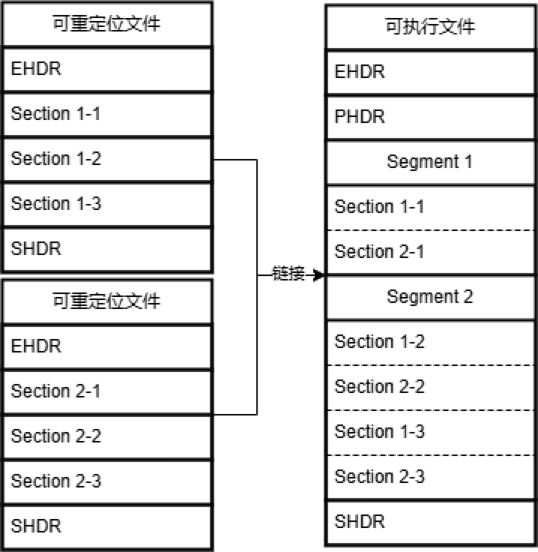 可重定位文件
EHDR
Section 1-1
Section 1-2
Section 1-3
SHDR
可重定位文件
EHDR
Section 2-1
Section 2-2
Section 2-3
SHDR
链接
可执行文件
EHDR
PHDR
Segment 1
Section 1-1
Section 2-1
Segment 2
Section 1-2
Section 2-2
Section 1-3
Section 2-3
SHDR